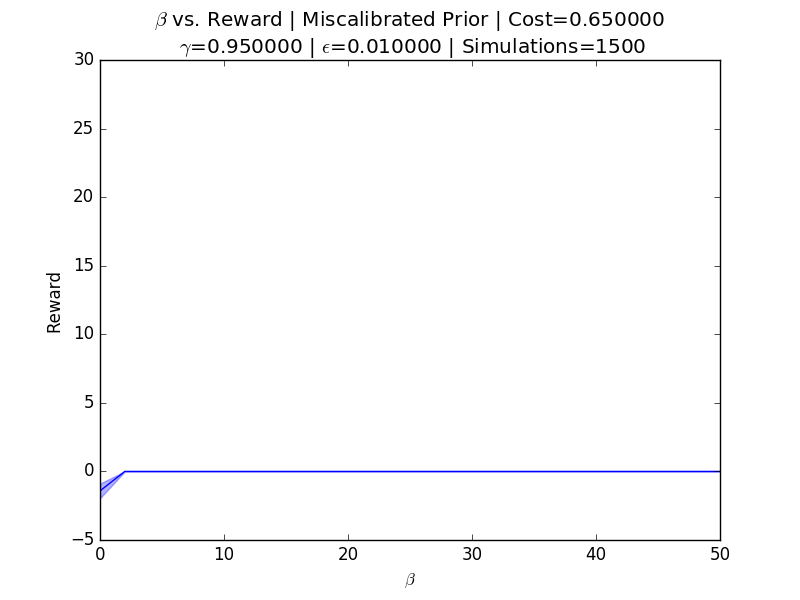 β vs. Reward | Miscalibrated Prior | Cost=0.650000
γ=0.950000 | ϵ=0.010000 | Simulations=1500
30
25
20
15
10
5
0
−5
Reward
0 10 20 30 40 50
β